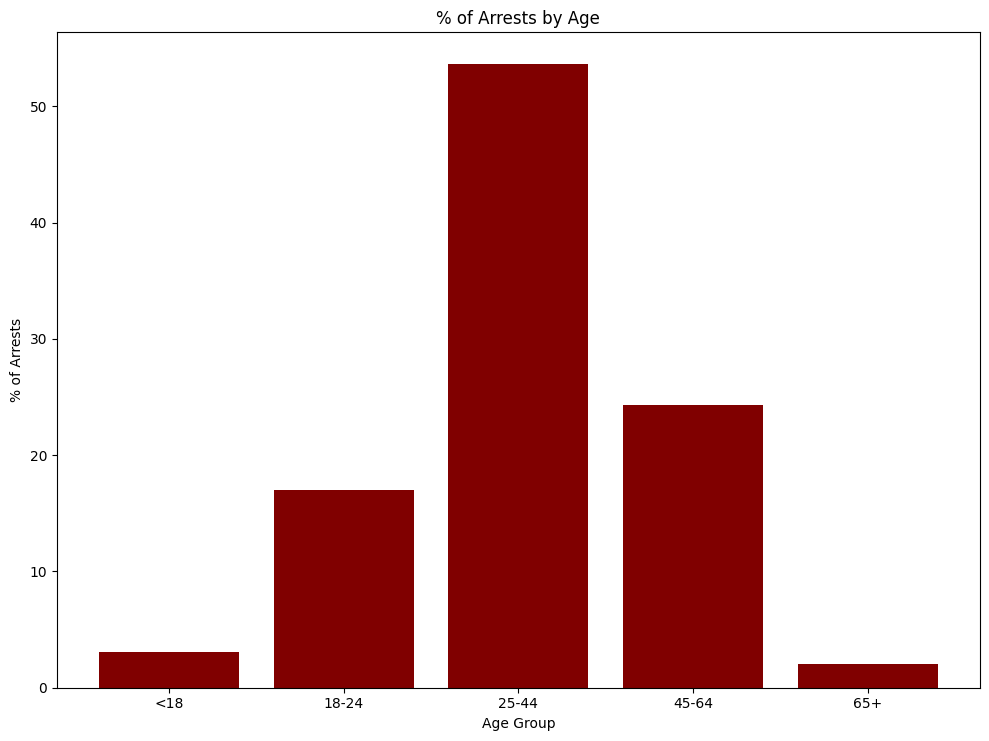 % of Arrests by Age
50
40
30
20
10
0
% of Arrests
<18 18-24 25-44 45-64 65+
Age Group